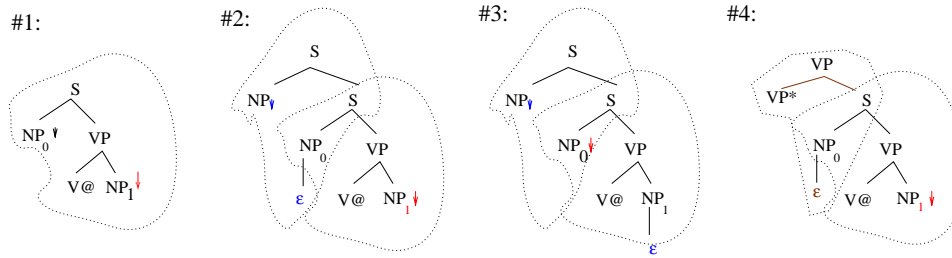 #1:
S
NP0↓ VP
V@ NP1↓
#2:
S
NP↓ S
NP0 VP
ε V@ NP1↓
#3:
S
NP↓ S
NP0↓ VP
V@ NP1
ε
#4:
VP
VP* S
NP0 VP
ε V@ NP1↓